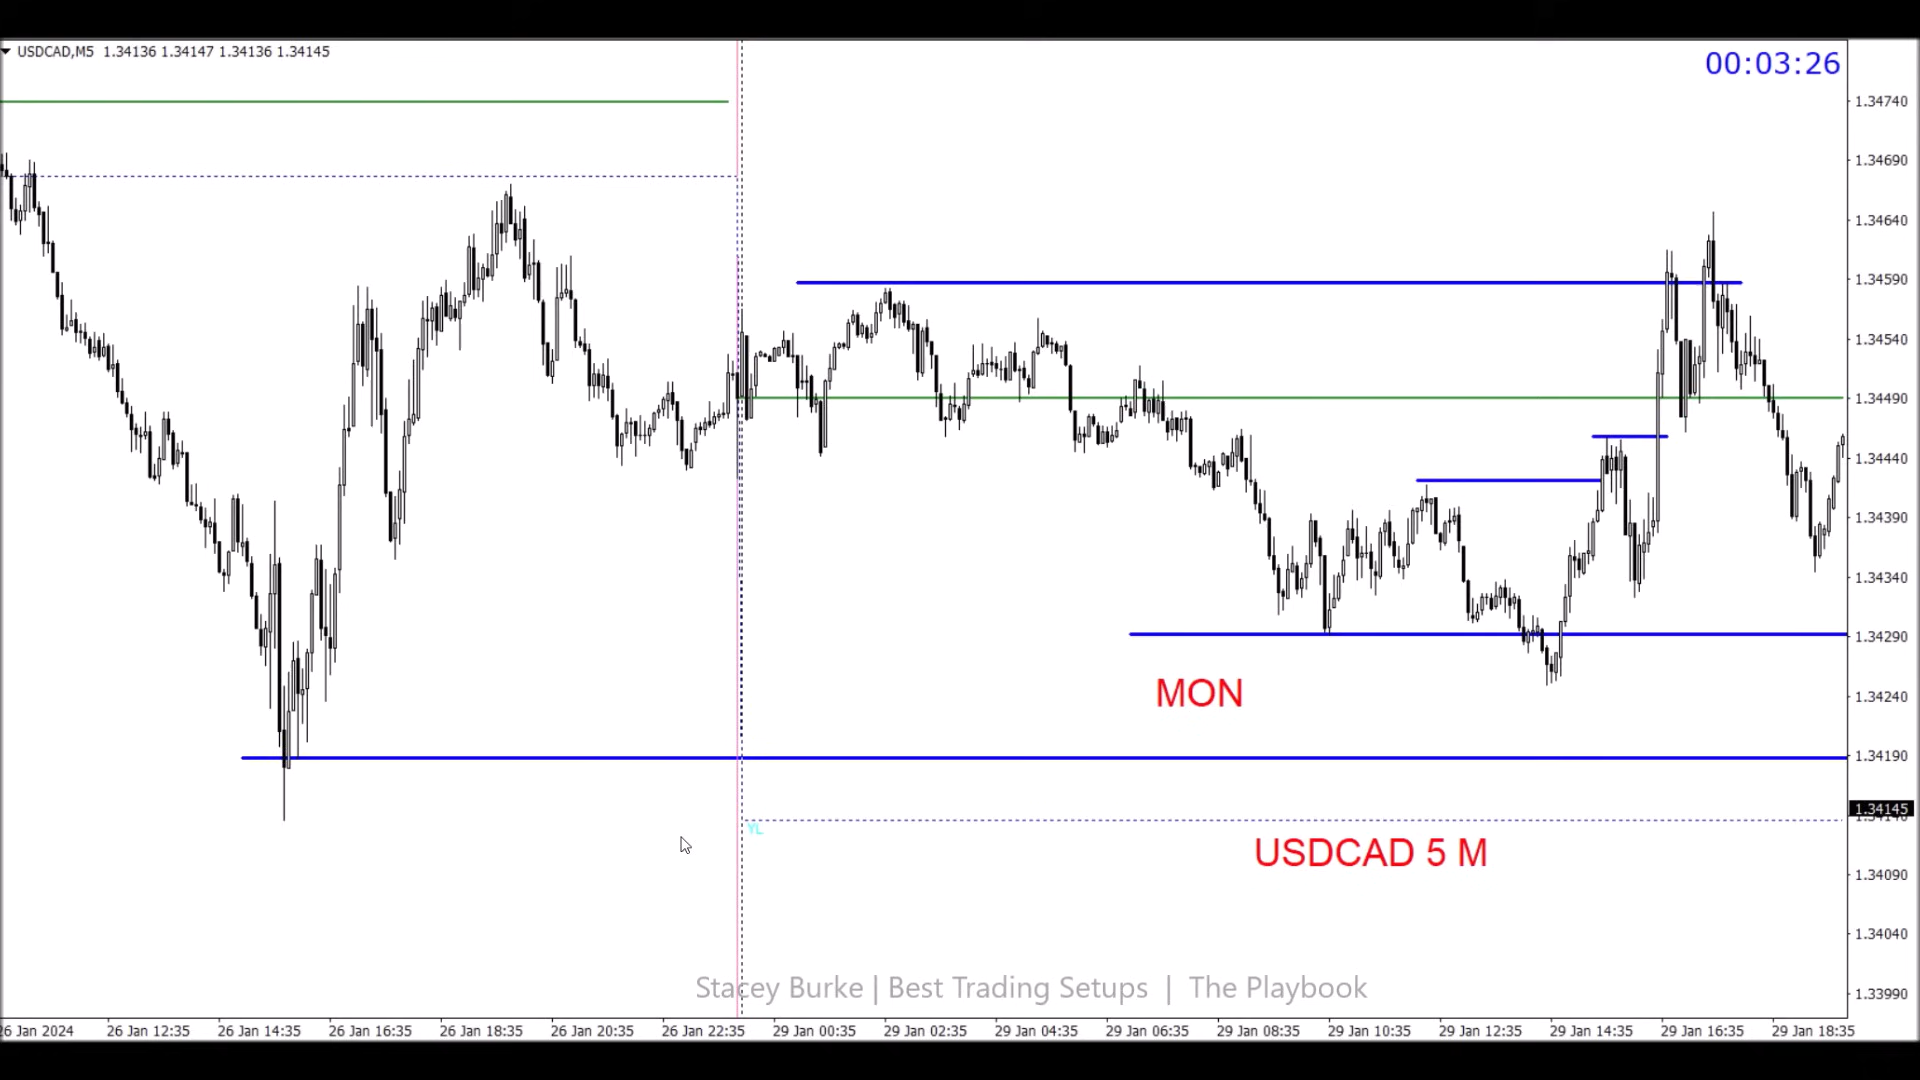 USDCAD,M5 1.34136 1.34147 1.34136 1.34145
00:03:26
1.34740
1.34690
1.34640
1.34590
1.34540
1.34490
1.34440
1.34390
1.34340
1.34290
MON
1.34240
1.34190
1.34145
YL
USDCAD 5 M
1.34090
1.34040
Stacey Burke | Best Trading Setups | The Playbook
1.33990
26 Jan 2024 26 Jan 12:35 26 Jan 14:35 26 Jan 16:35 26 Jan 18:35 26 Jan 20:35 26 Jan 22:35 29 Jan 00:35 29 Jan 02:35 29 Jan 04:35 29 Jan 06:35 29 Jan 08:35 29 Jan 10:35 29 Jan 12:35 29 Jan 14:35 29 Jan 16:35 29 Jan 18:35